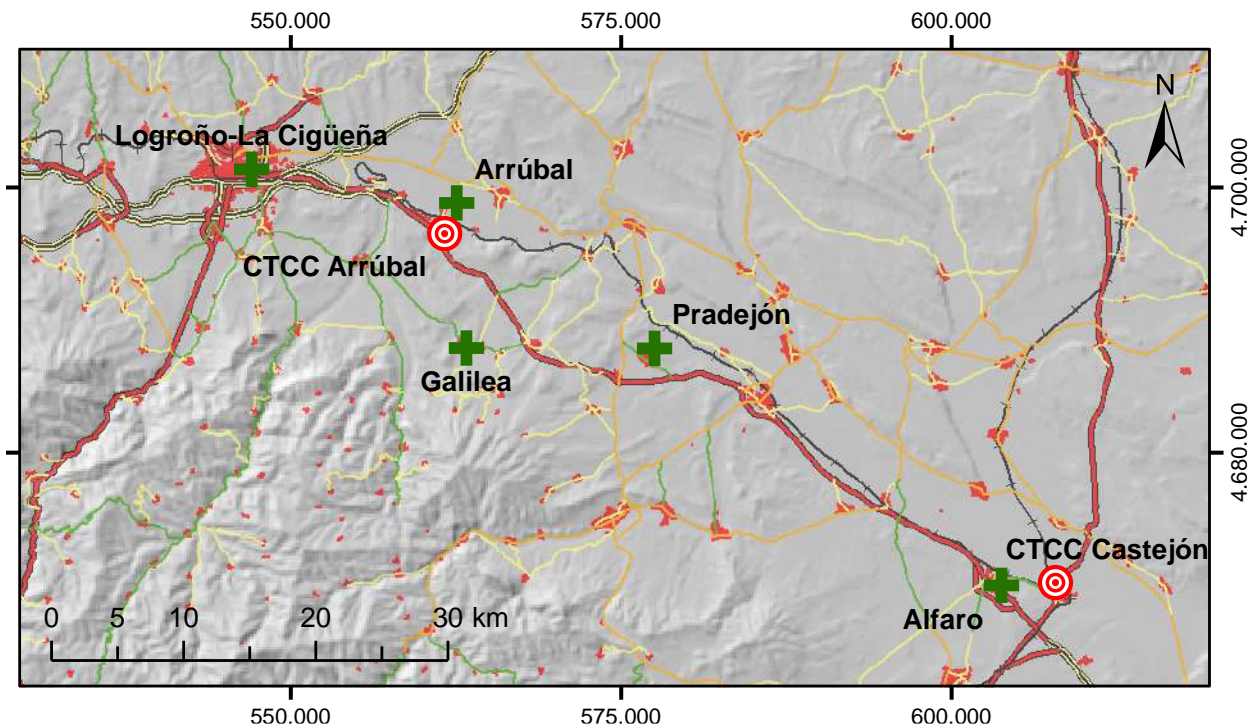 550.000 575.000 600.000
N
Logroño-La Cigüeña
Arrúbal
4.700.000
CTCC Arrúbal
Pradejón
Galilea
4.680.000
CTCC Castejón
0 5 10 20 30 km
Alfaro
550.000 575.000 600.000